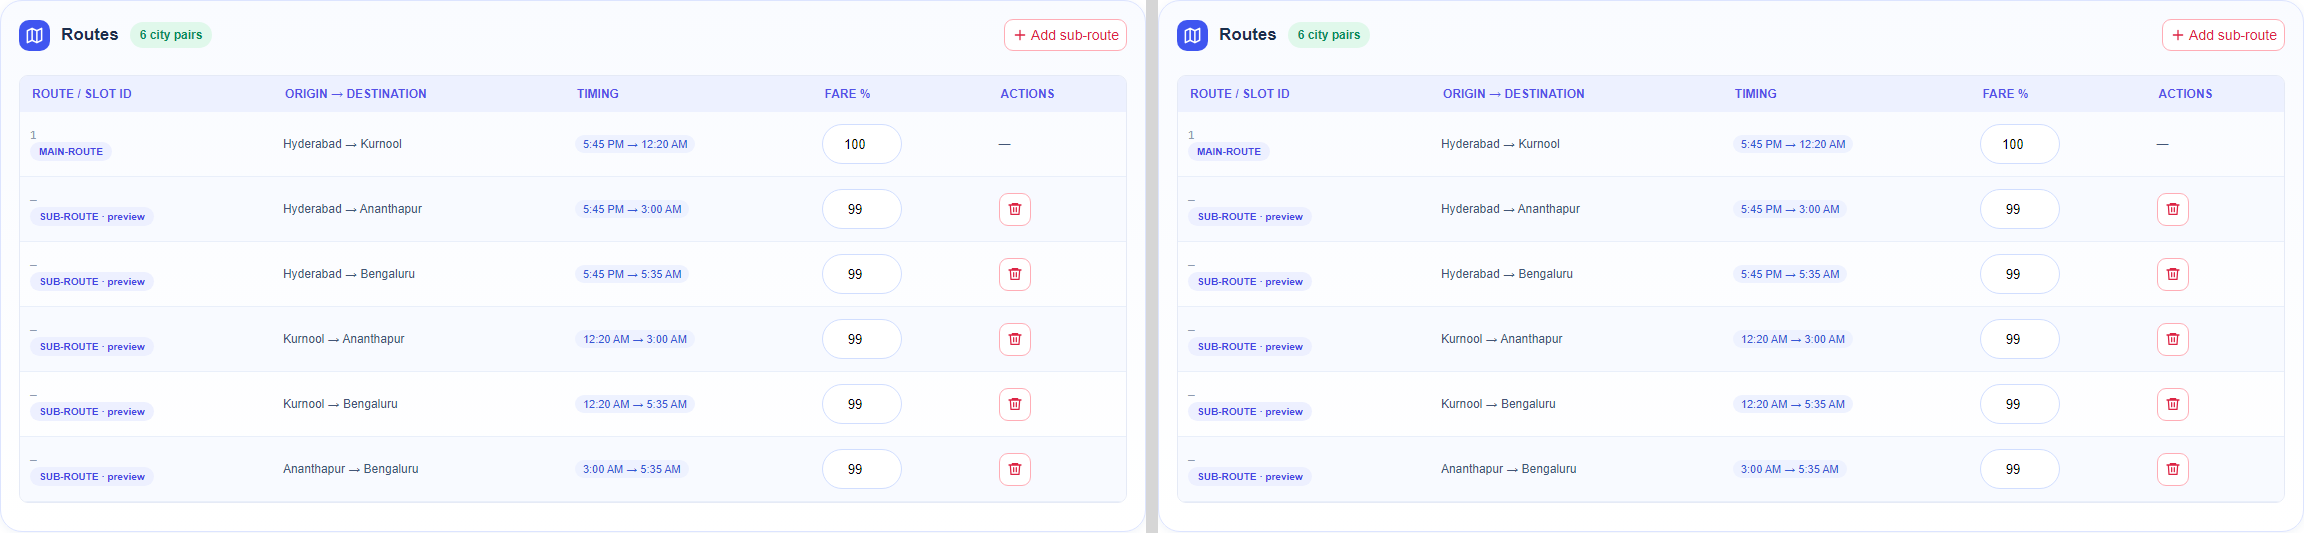 Routes 6 city pairs + Add sub-route
ROUTE / SLOT ID ORIGIN → DESTINATION TIMING FARE % ACTIONS
1
MAIN-ROUTE Hyderabad → Kurnool 5:45 PM → 12:20 AM 100 —
—
SUB-ROUTE · preview Hyderabad → Ananthapur 5:45 PM → 3:00 AM 99
—
SUB-ROUTE · preview Hyderabad → Bengaluru 5:45 PM → 5:35 AM 99
—
SUB-ROUTE · preview Kurnool → Ananthapur 12:20 AM → 3:00 AM 99
—
SUB-ROUTE · preview Kurnool → Bengaluru 12:20 AM → 5:35 AM 99
—
SUB-ROUTE · preview Ananthapur → Bengaluru 3:00 AM → 5:35 AM 99
Routes 6 city pairs + Add sub-route
ROUTE / SLOT ID ORIGIN → DESTINATION TIMING FARE % ACTIONS
1
MAIN-ROUTE Hyderabad → Kurnool 5:45 PM → 12:20 AM 100 —
—
SUB-ROUTE · preview Hyderabad → Ananthapur 5:45 PM → 3:00 AM 99
—
SUB-ROUTE · preview Hyderabad → Bengaluru 5:45 PM → 5:35 AM 99
—
SUB-ROUTE · preview Kurnool → Ananthapur 12:20 AM → 3:00 AM 99
—
SUB-ROUTE · preview Kurnool → Bengaluru 12:20 AM → 5:35 AM 99
—
SUB-ROUTE · preview Ananthapur → Bengaluru 3:00 AM → 5:35 AM 99